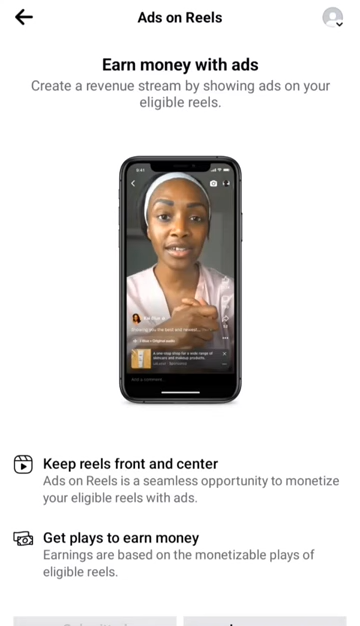 Ads on Reels
Earn money with ads
Create a revenue stream by showing ads on your
eligible reels.
Keep reels front and center
Ads on Reels is a seamless opportunity to monetize
your eligible reels with ads.
Get plays to earn money
Earnings are based on the monetizable plays of
eligible reels.